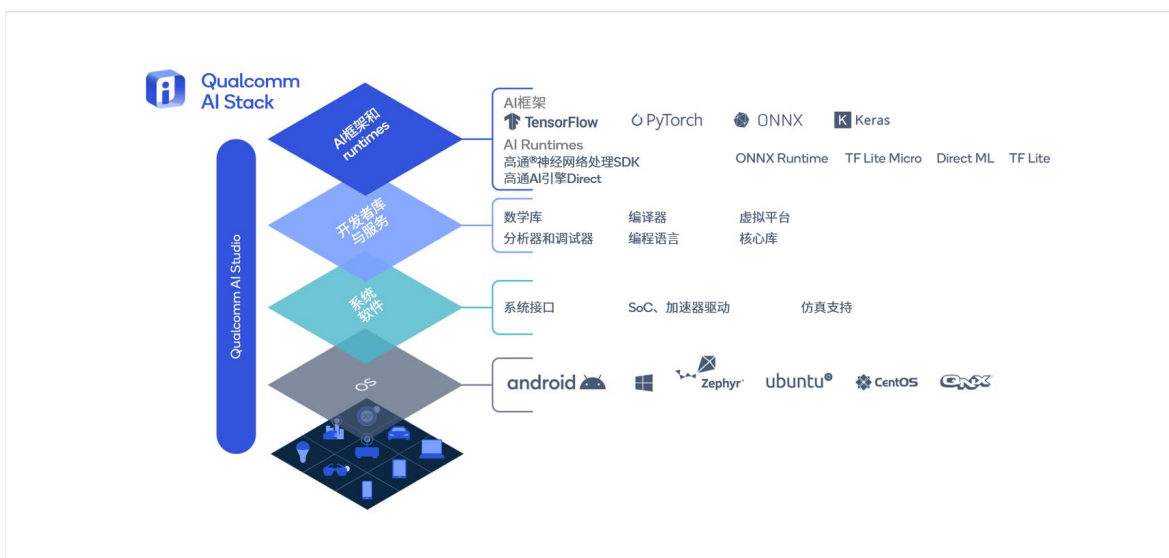 Qualcomm
AI Stack
Qualcomm AI Studio
AI框架和
runtimes
AI框架
TensorFlow
PyTorch
ONNX
K Keras
AI Runtimes
高通®神经网络处理SDK
高通AI引擎Direct
ONNX Runtime TF Lite Micro Direct ML TF Lite
开发者库
与服务
数学库 编译器 虚拟平台
分析器和调试器 编程语言 核心库
系统
软件
系统接口 SoC、加速器驱动 仿真支持
OS
android
Zephyr
ubuntu®
CentOS
QNX